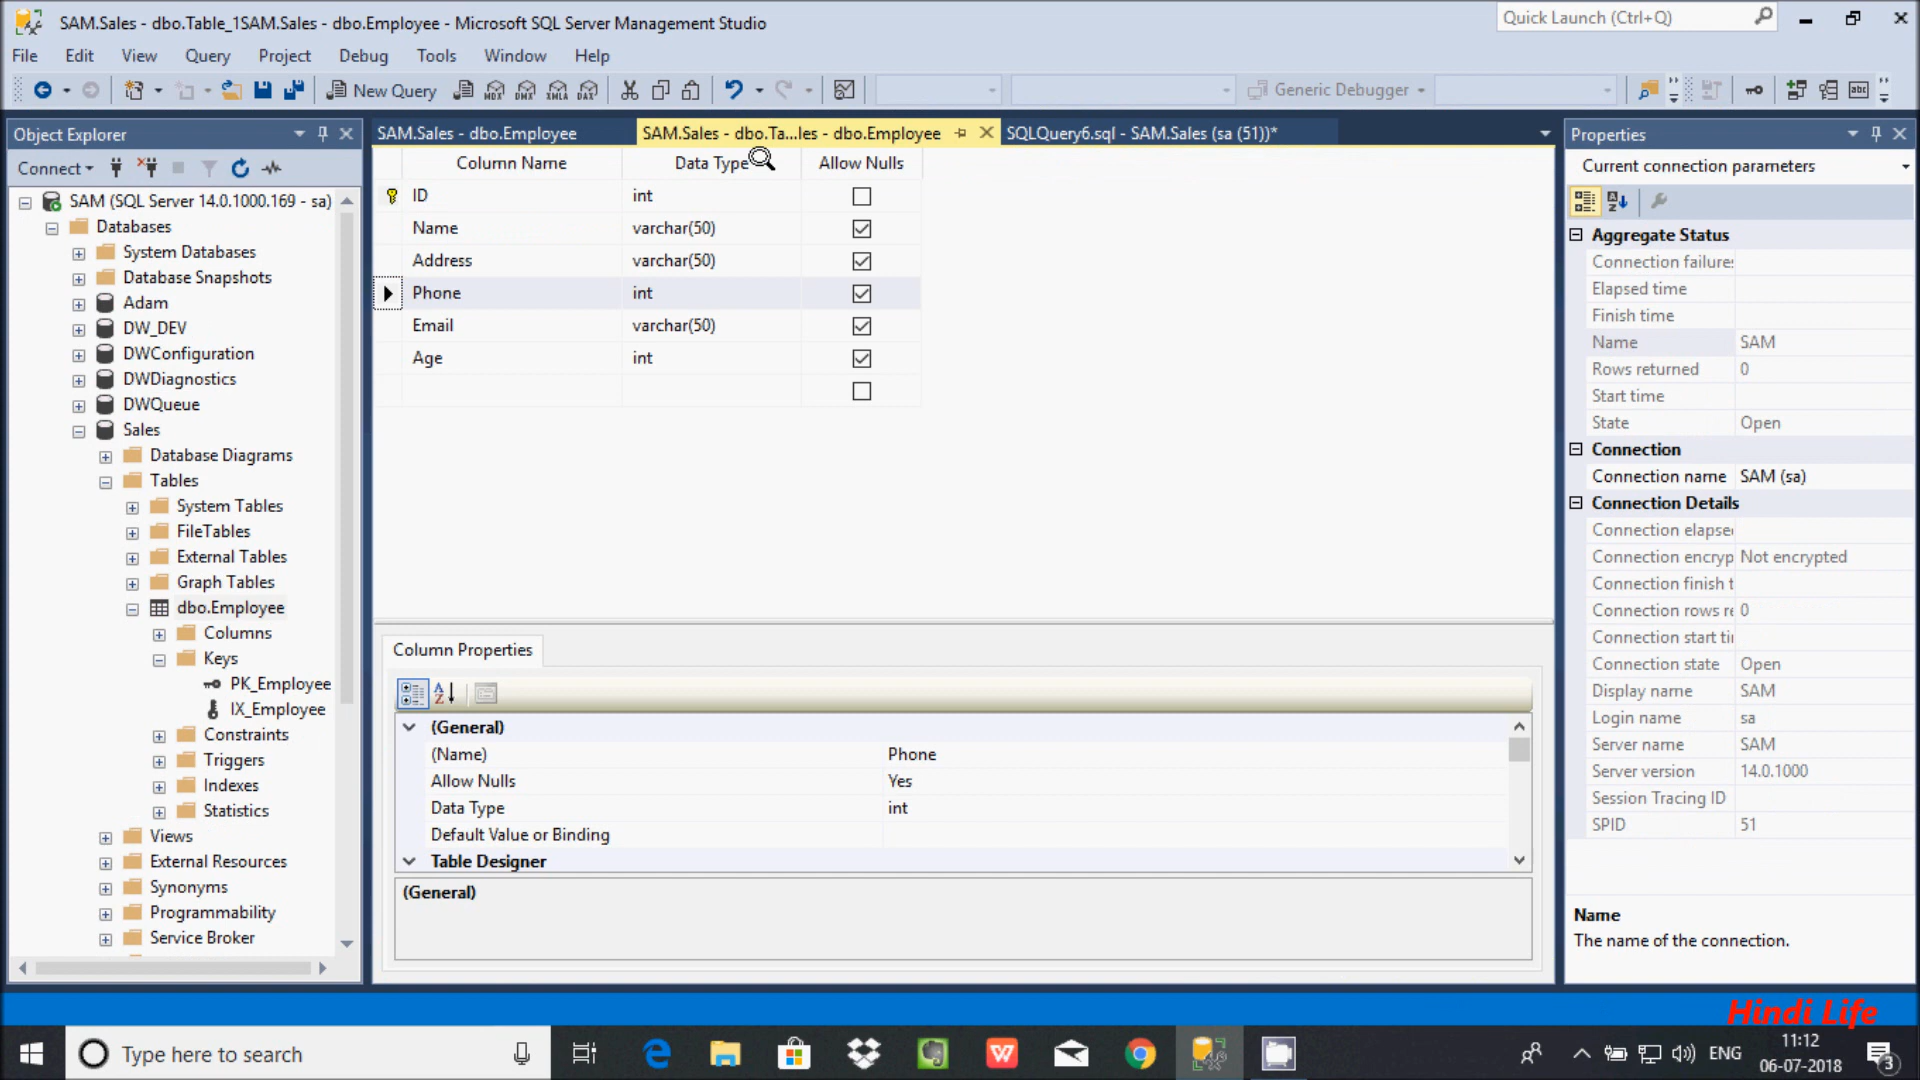 SAM.Sales - dbo.Table_1SAM.Sales - dbo.Employee - Microsoft SQL Server Management Studio
Quick Launch (Ctrl+Q)
File Edit View Query Project Debug Tools Window Help
New Query MDX DMX XMLA DAX Generic Debugger abc
Object Explorer
Connect
SAM (SQL Server 14.0.1000.169 - sa)
Databases
System Databases
Database Snapshots
Adam
DW_DEV
DWConfiguration
DWDiagnostics
DWQueue
Sales
Database Diagrams
Tables
System Tables
FileTables
External Tables
Graph Tables
dbo.Employee
Columns
Keys
PK_Employee
IX_Employee
Constraints
Triggers
Indexes
Statistics
Views
External Resources
Synonyms
Programmability
Service Broker
SAM.Sales - dbo.Employee SAM.Sales - dbo.Ta...les - dbo.Employee SQLQuery6.sql - SAM.Sales (sa (51))*
Column Name Data Type Allow Nulls
ID int
Name varchar(50)
Address varchar(50)
Phone int
Email varchar(50)
Age int
Column Properties
(General)
(Name) Phone
Allow Nulls Yes
Data Type int
Default Value or Binding
Table Designer
(General)
Properties
Current connection parameters
Aggregate Status
Connection failures
Elapsed time
Finish time
Name SAM
Rows returned 0
Start time
State Open
Connection
Connection name SAM (sa)
Connection Details
Connection elapse
Connection encryp Not encrypted
Connection finish t
Connection rows re 0
Connection start ti
Connection state Open
Display name SAM
Login name sa
Server name SAM
Server version 14.0.1000
Session Tracing ID
SPID 51
Name
The name of the connection.
Hindi Life
Type here to search
ENG
11:12
06-07-2018
3